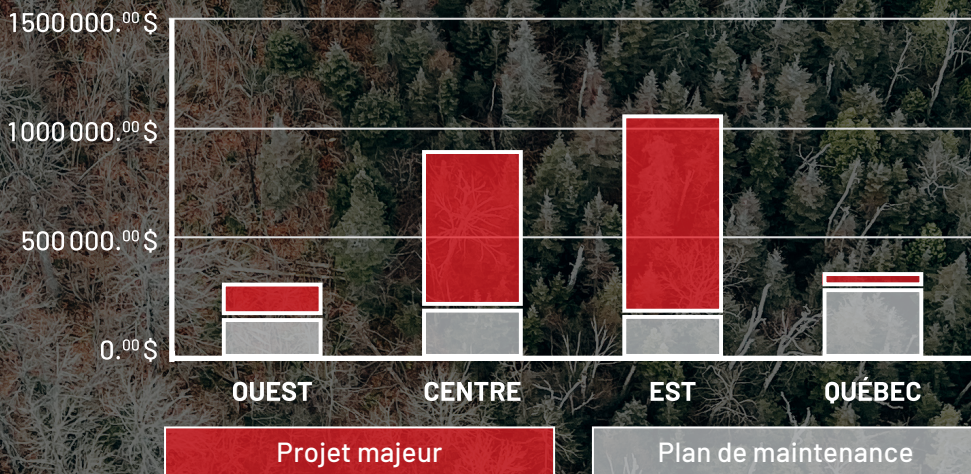 1500 000.00 $
1000 000.00 $
500 000.00 $
0.00 $
OUEST CENTRE EST QUÉBEC
Projet majeur Plan de maintenance